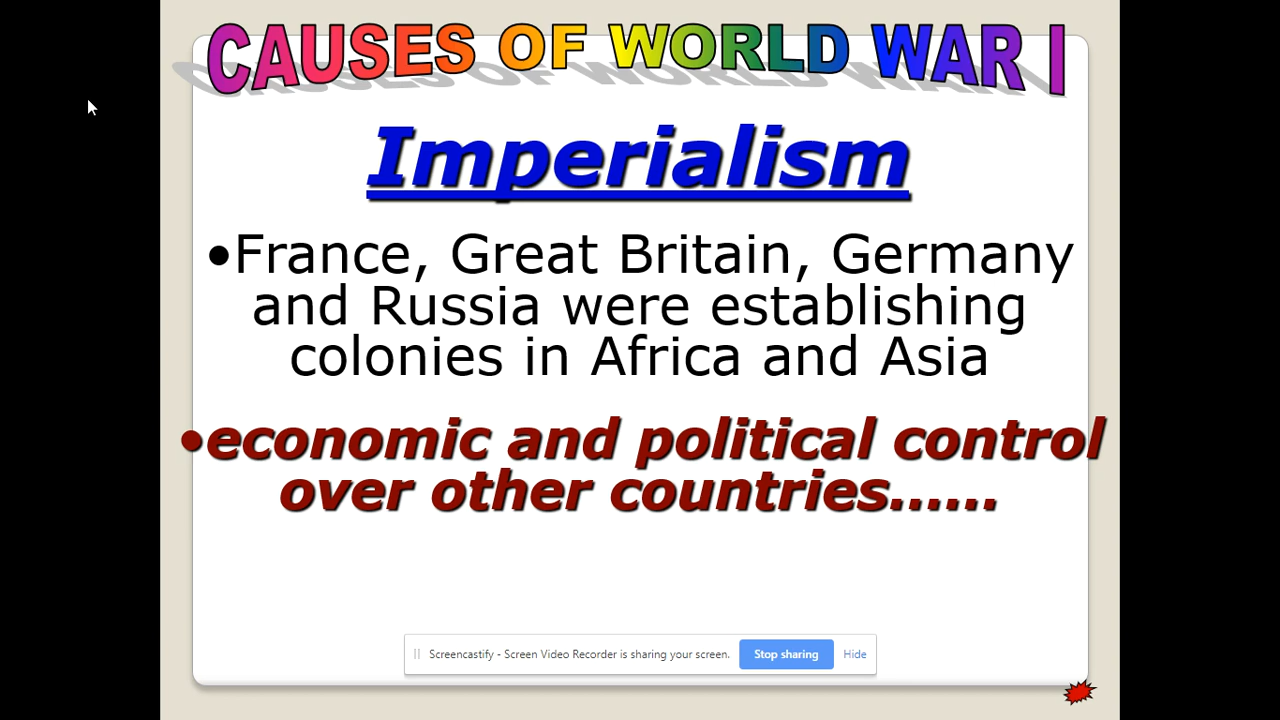 CAUSES OF WORLD WAR I
Imperialism
•France, Great Britain, Germany
and Russia were establishing
colonies in Africa and Asia
•economic and political control
over other countries......
Screencastify - Screen Video Recorder is sharing your screen. Stop sharing Hide